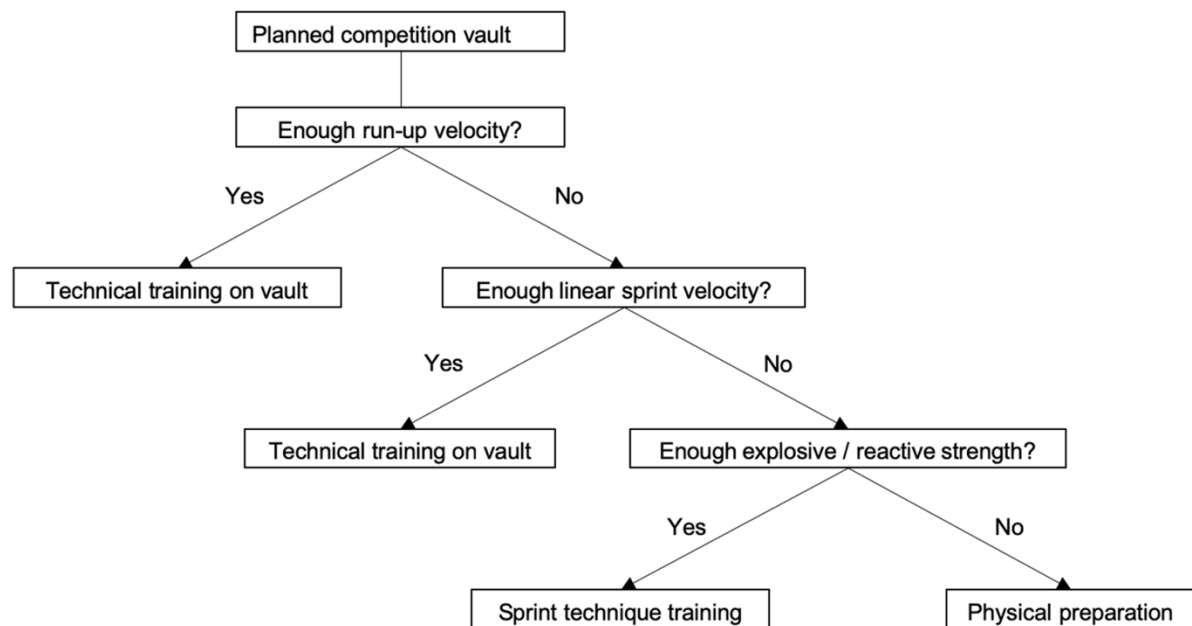 Planned competition vault
Enough run-up velocity?
Yes
No
Technical training on vault
Enough linear sprint velocity?
Yes
No
Technical training on vault
Enough explosive / reactive strength?
Yes
No
Sprint technique training
Physical preparation